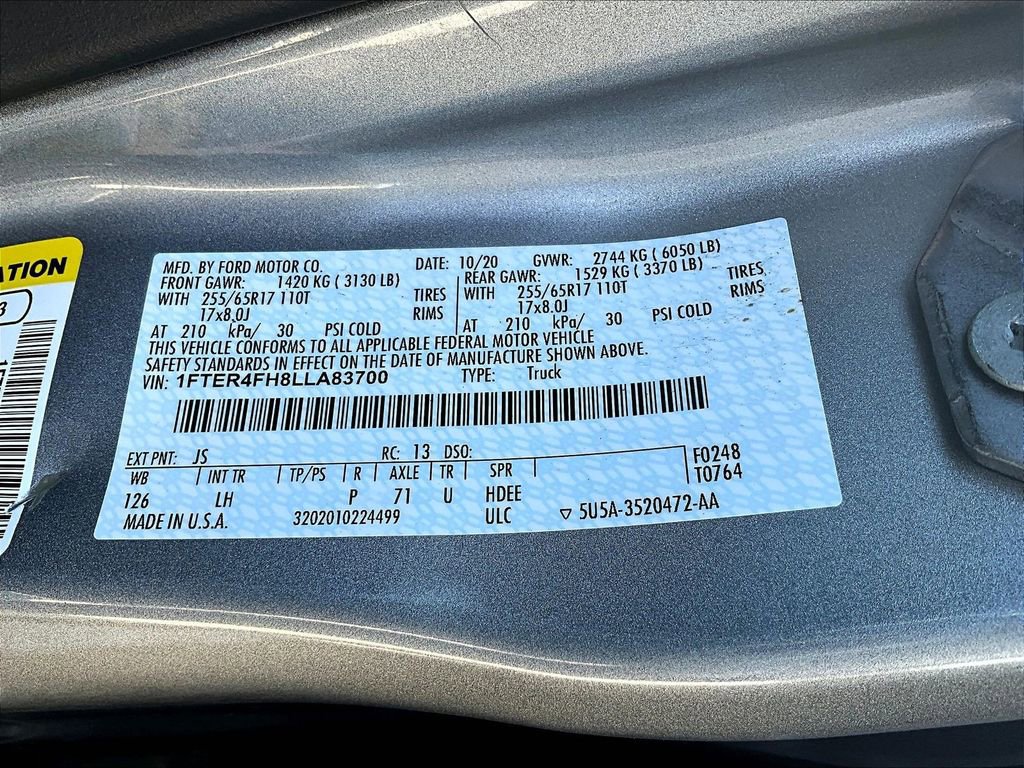 ATION
3
MFD. BY FORD MOTOR CO. DATE: 10/20 GVWR: 2744 KG ( 6050 LB)
FRONT GAWR: 1420 KG ( 3130 LB) REAR GAWR: 1529 KG ( 3370 LB)
WITH 255/65R17 110T TIRES WITH 255/65R17 110T TIRES
17x8.0J RIMS 17x8.0J RIMS
AT 210 kPa/ 30 PSI COLD AT 210 kPa/ 30 PSI COLD
THIS VEHICLE CONFORMS TO ALL APPLICABLE FEDERAL MOTOR VEHICLE
SAFETY STANDARDS IN EFFECT ON THE DATE OF MANUFACTURE SHOWN ABOVE.
VIN: 1FTER4FH8LLA83700 TYPE: Truck
EXT PNT: JS RC: 13 DSO: F0248
WB INT TR TP/PS R AXLE TR SPR T0764
126 LH P 71 U HDEE
MADE IN U.S.A. 3202010224499 ULC ▽ 5U5A-3520472-AA